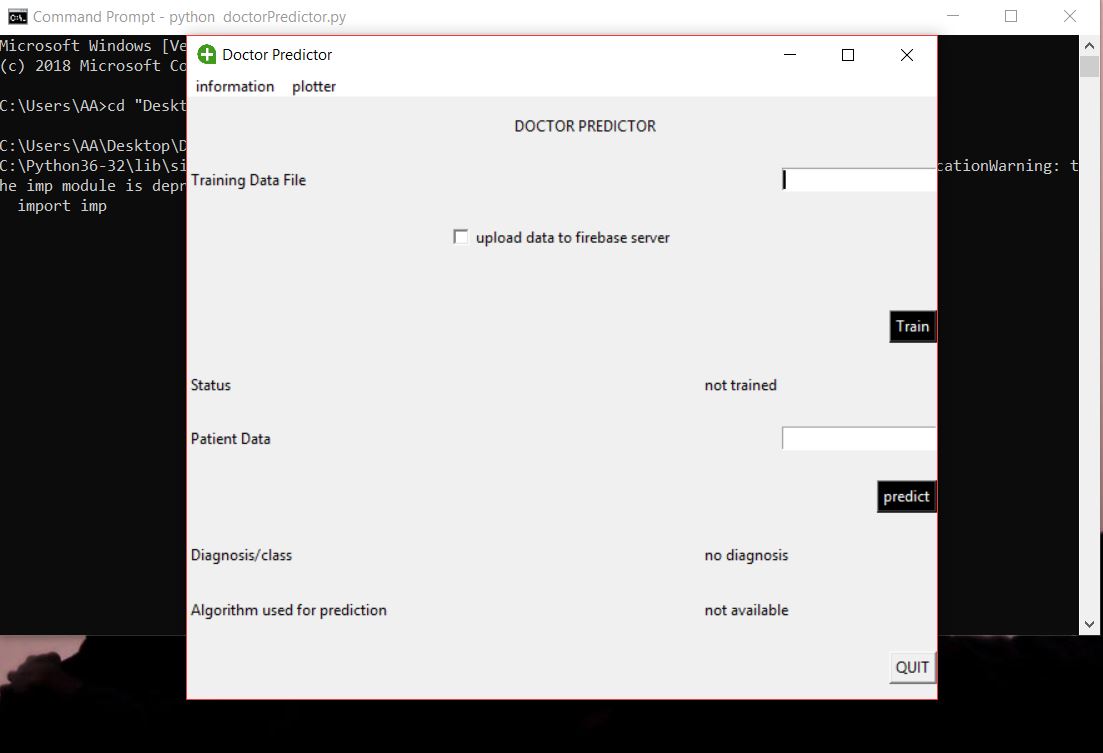 Command Prompt - python  doctorPredictor.py
Microsoft Windows [Ve
(c) 2018 Microsoft Co
C:\Users\AA>cd "Deskt
C:\Users\AA\Desktop\D
C:\Python36-32\lib\si
cationWarning: t
he imp module is depr
  import imp
Doctor Predictor
information plotter
DOCTOR PREDICTOR
Training Data File
upload data to firebase server
Train
Status not trained
Patient Data
predict
Diagnosis/class no diagnosis
Algorithm used for prediction not available
QUIT